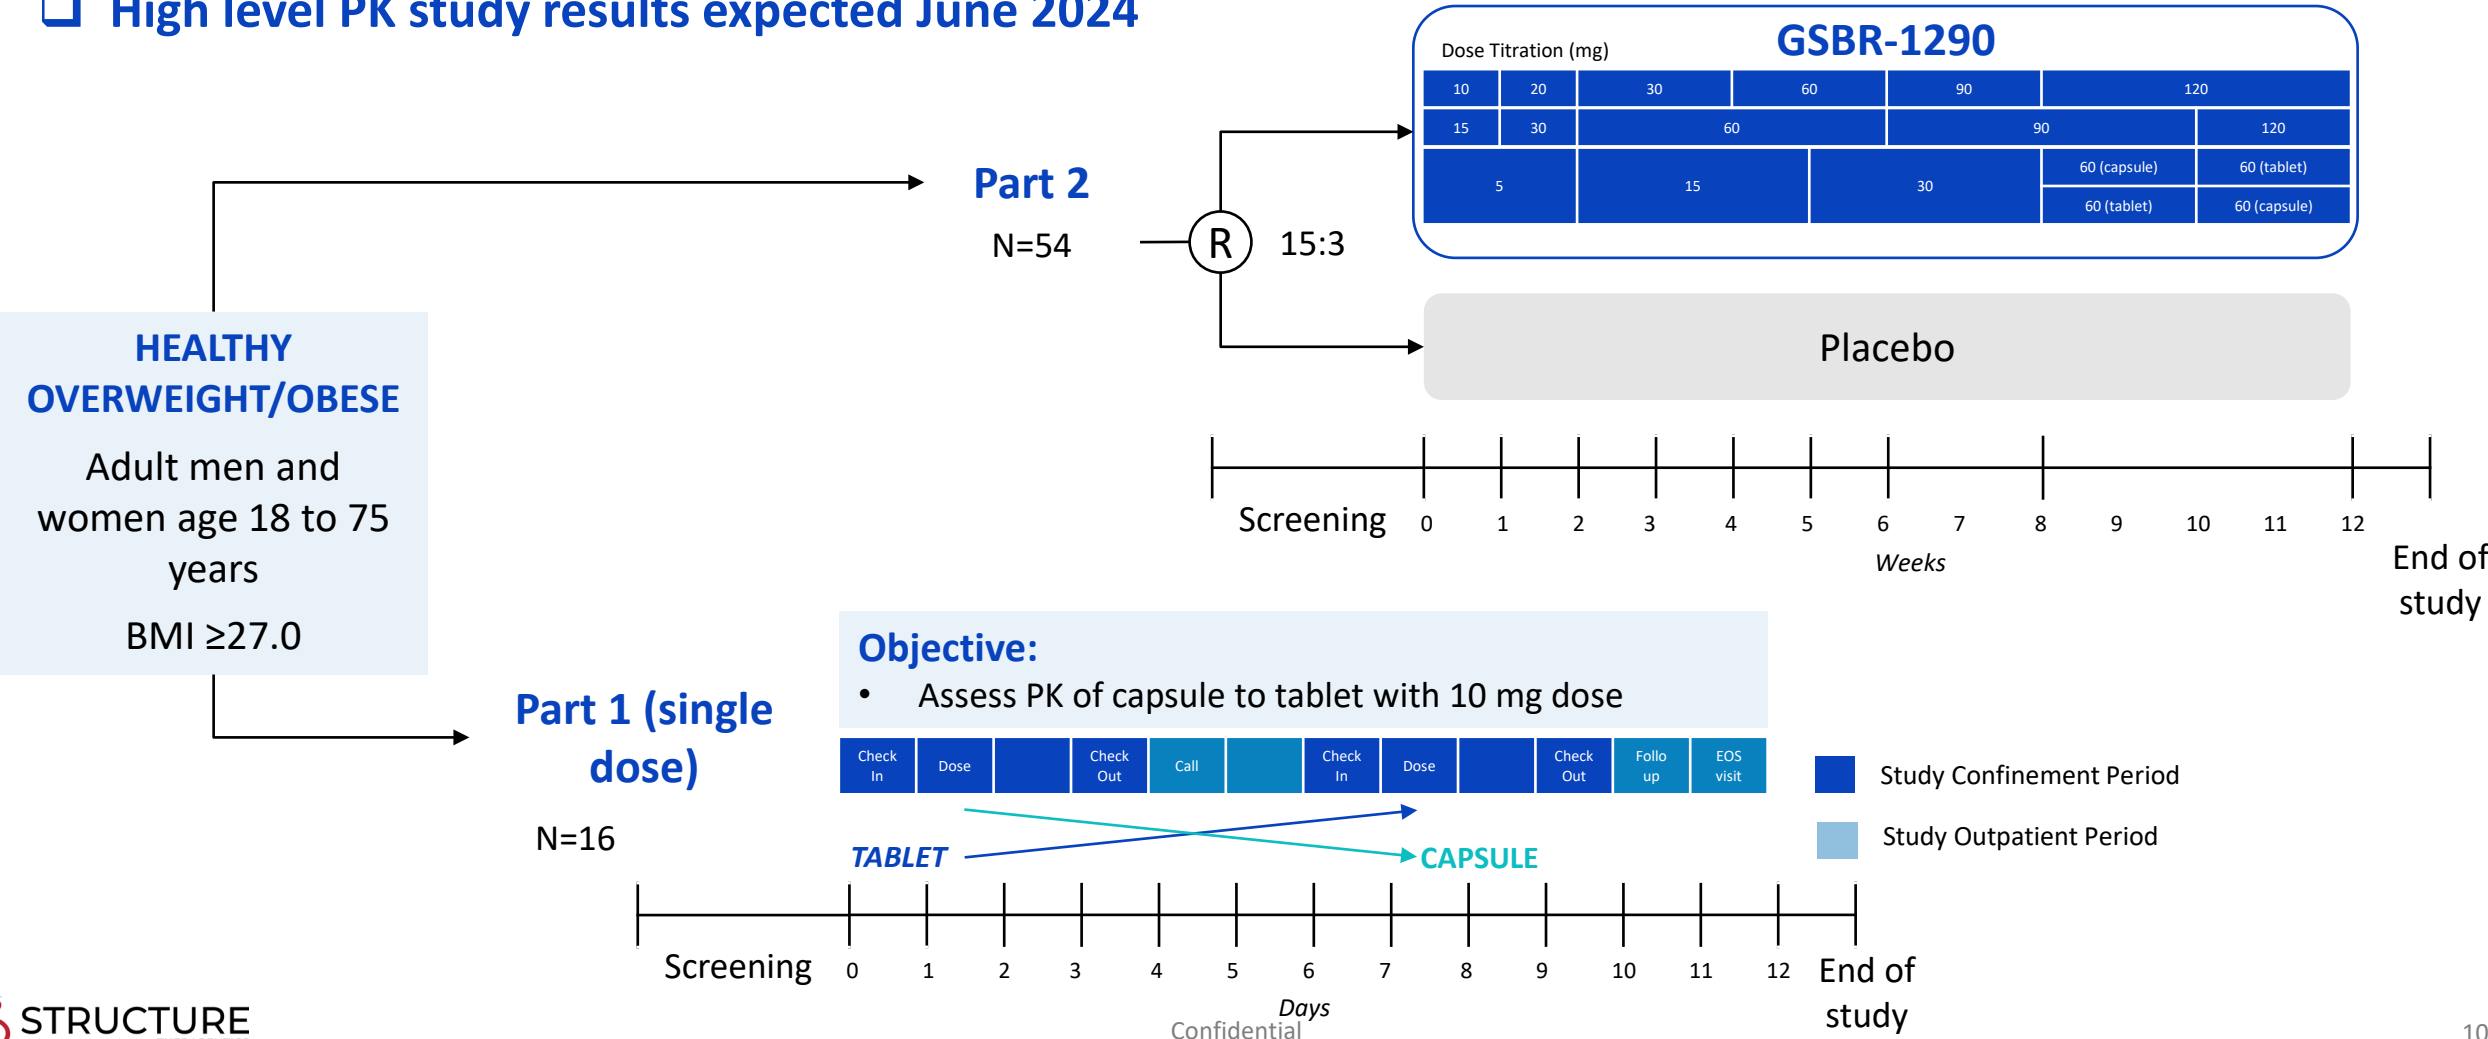 ❑ High level PK study results expected June 2024
GSBR-1290
Dose Titration (mg)
10 20 30 60 90 120
15 30 60 90 120
5 15 30 60 (capsule) 60 (tablet)
60 (tablet) 60 (capsule)
Part 2
N=54
R
15:3
Placebo
Screening 0 1 2 3 4 5 6 7 8 9 10 11 12
Weeks
End of
study
HEALTHY
OVERWEIGHT/OBESE
Adult men and
women age 18 to 75
years
BMI ≥27.0
Part 1 (single
dose)
N=16
Objective:
• Assess PK of capsule to tablet with 10 mg dose
Check
In
Dose
Check
Out
Call
Check
In
Dose
Check
Out
Follo
up
EOS
visit
TABLET
CAPSULE
Study Confinement Period
Study Outpatient Period
Screening 0 1 2 3 4 5 6 7 8 9 10 11 12
Days
End of
study
STRUCTURE
Confidential
10